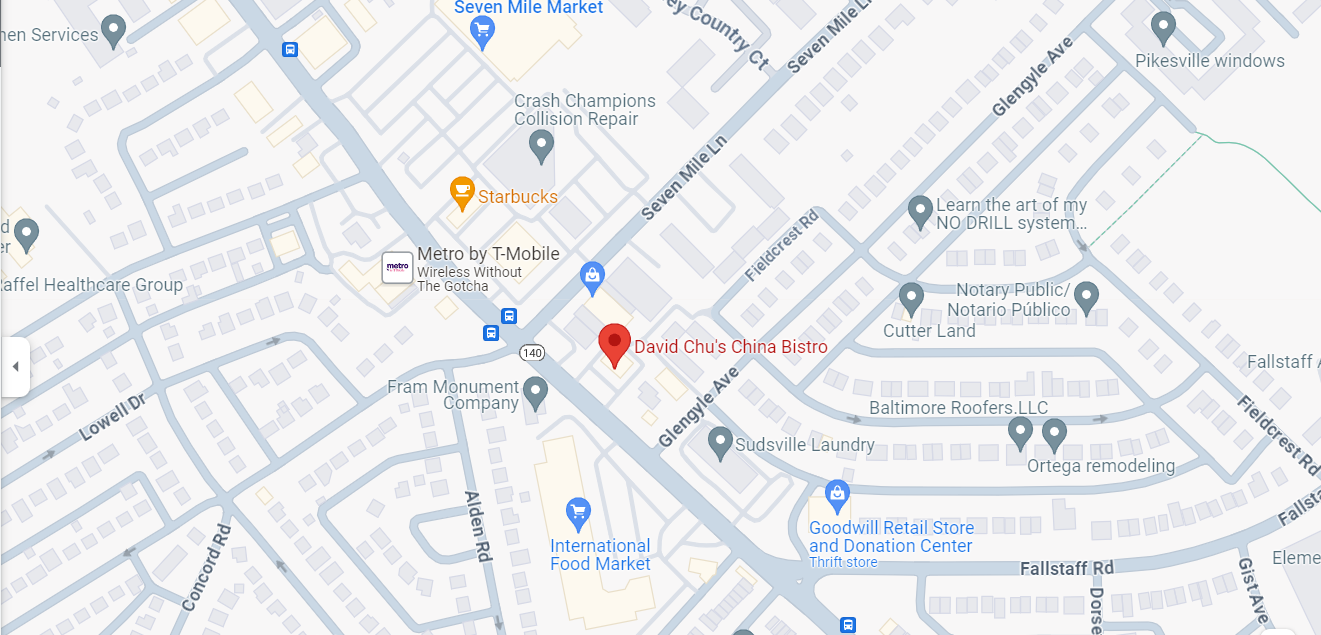 Seven Mile Market
Services
Country Ct
Seven Mile Ln
Glengyle Ave
Pikesville windows
Crash Champions
Collision Repair
Seven Mile Ln
Starbucks
Learn the art of my
NO DRILL system...
Fieldcrest Rd
Metro by T-Mobile
Wireless Without
The Gotcha
metro
Healthcare Group
Notary Public/
Notario Público
Cutter Land
140
David Chu's China Bistro
Fallstaff
Fram Monument
Company
Glengyle Ave
Lowell Dr
Baltimore Roofers.LLC
Fieldcrest Rd
Sudsville Laundry
Ortega remodeling
Alden Rd
Concord Rd
International
Food Market
Goodwill Retail Store
and Donation Center
Thrift store
Fallstaff Rd
Gist Ave